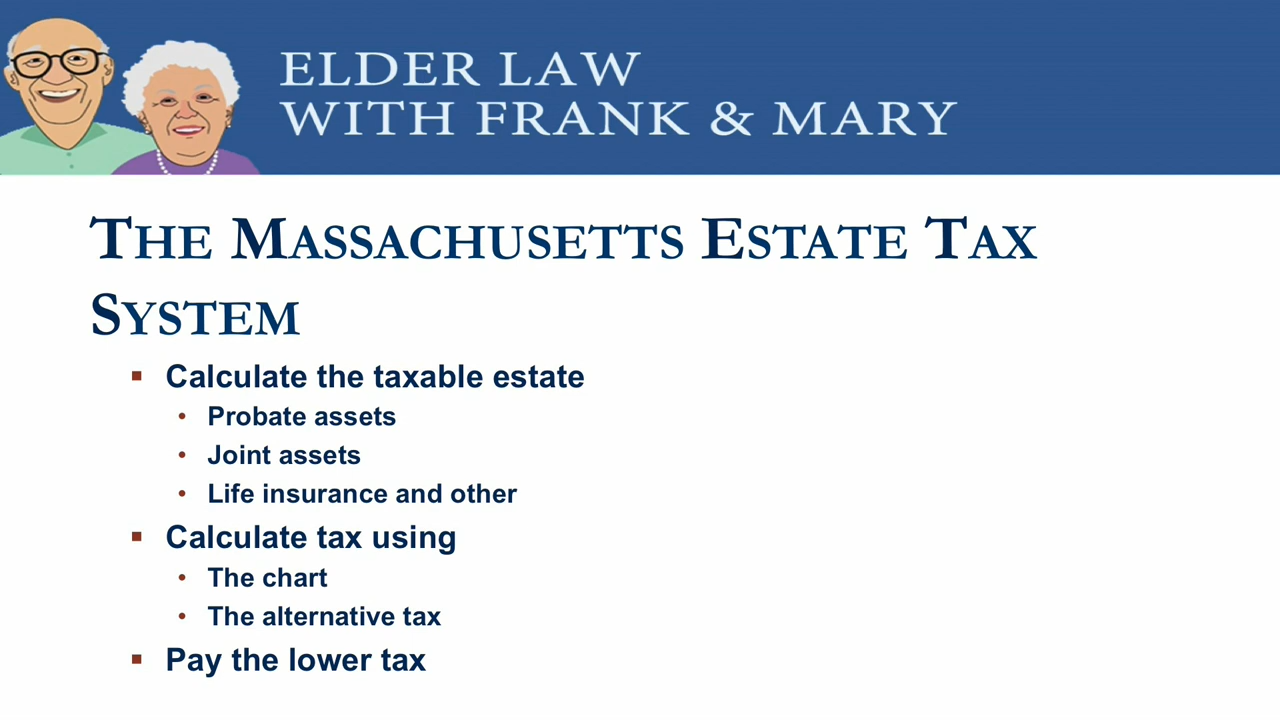 ELDER LAW
WITH FRANK & MARY
THE MASSACHUSETTS ESTATE TAX
SYSTEM
▪ Calculate the taxable estate
• Probate assets
• Joint assets
• Life insurance and other
▪ Calculate tax using
• The chart
• The alternative tax
▪ Pay the lower tax